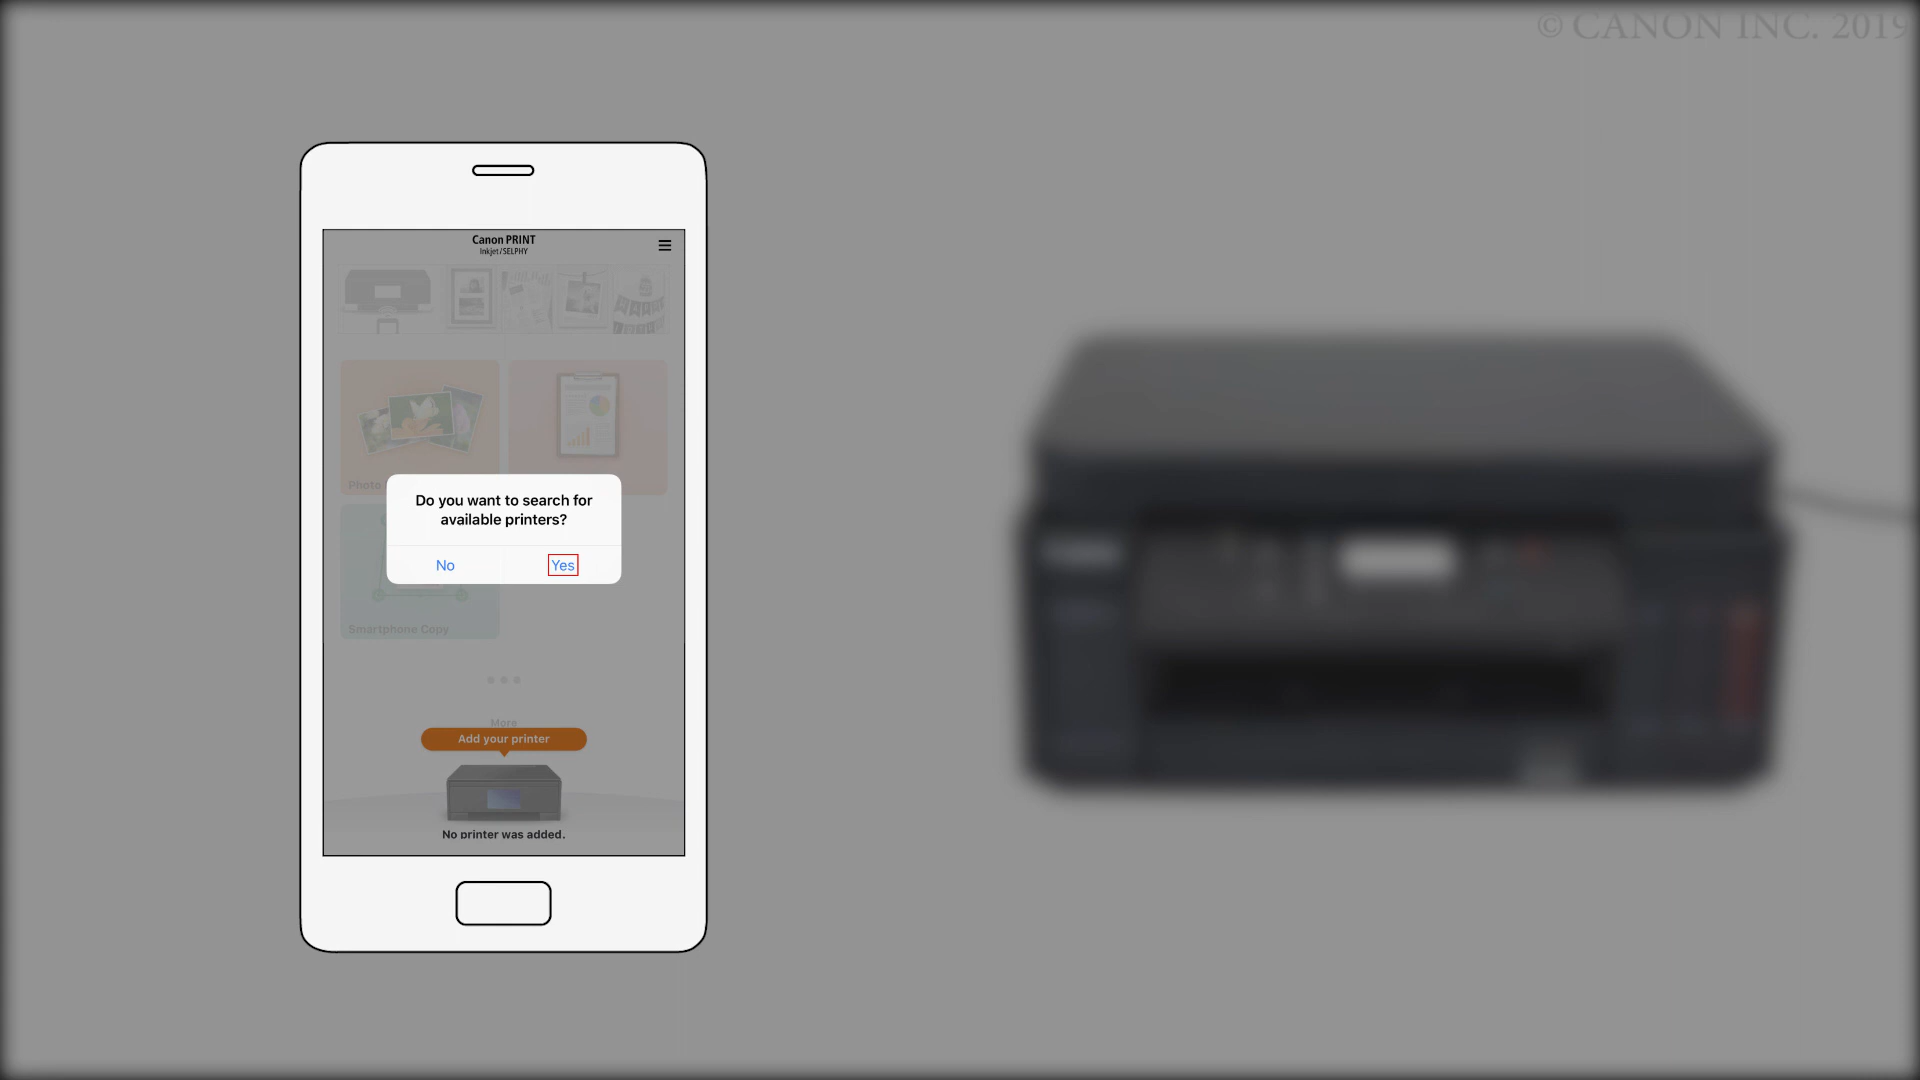 © CANON INC. 2019
Canon PRINT
Inkjet/SELPHY
Photo
Do you want to search for
available printers?
No
Yes
Smartphone Copy
More
Add your printer
No printer was added.